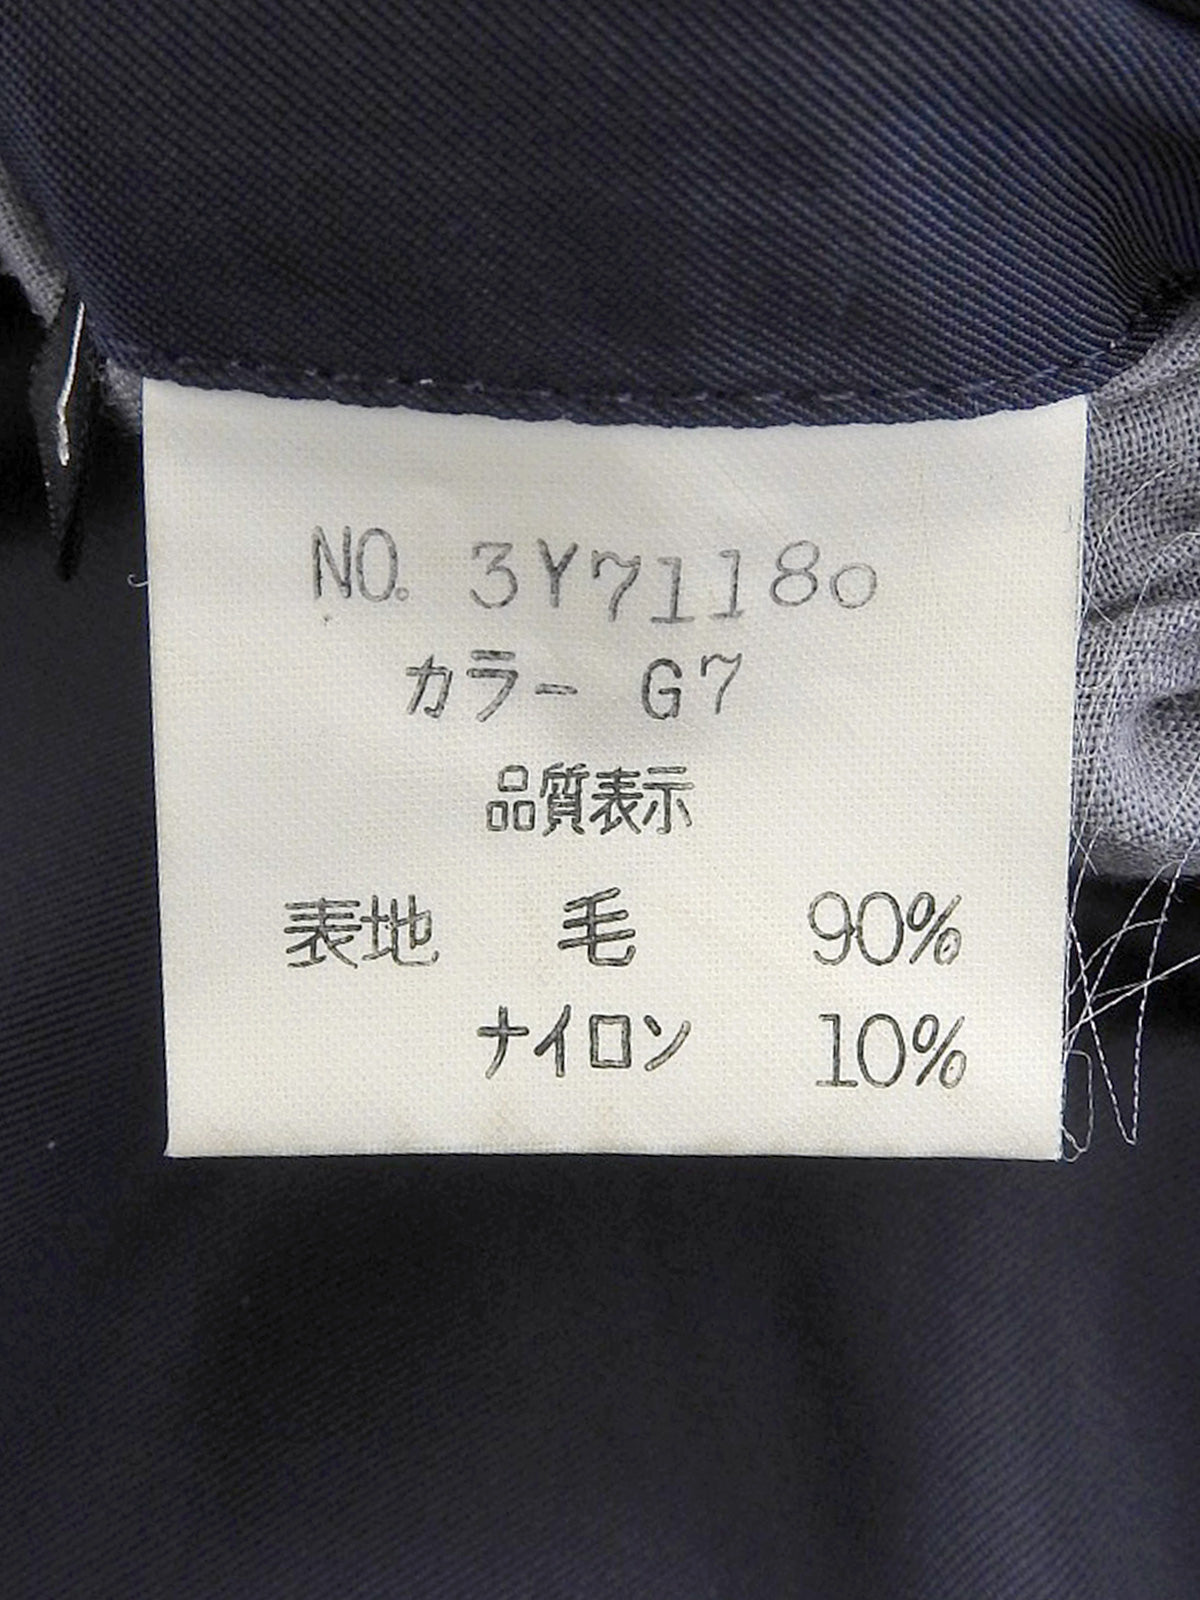 NO. 3Y71180
カラー G7
品質表示
表地 毛 90%
ナイロン 10%